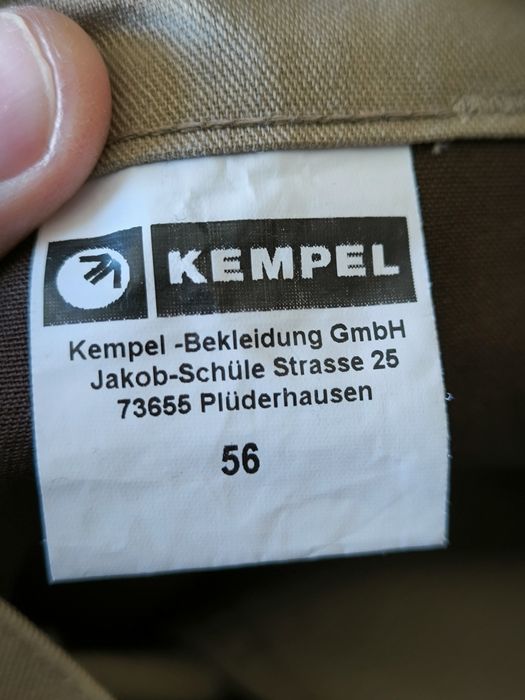 KEMPEL
Kempel -Bekleidung GmbH
Jakob-Schüle Strasse 25
73655 Plüderhausen
56